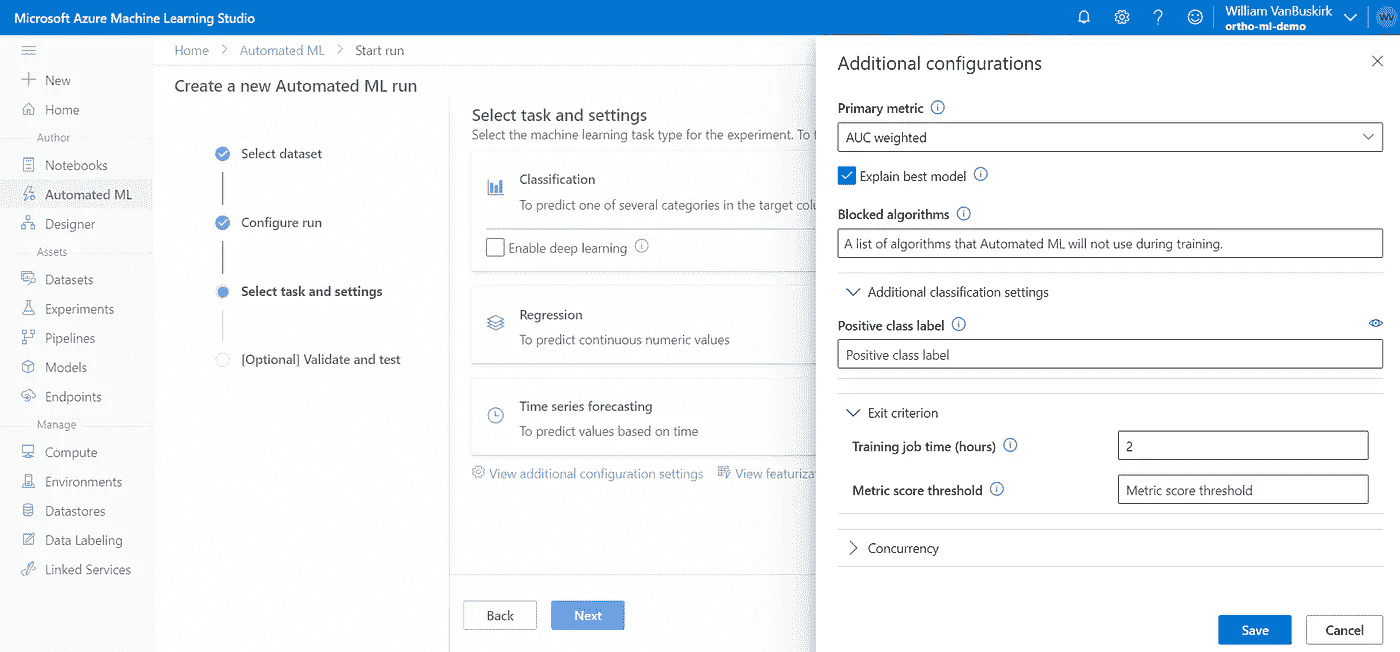 Microsoft Azure Machine Learning Studio
William VanBuskirk
ortho-ml-demo
WV
New
Home
Author
Notebooks
Automated ML
Designer
Assets
Datasets
Experiments
Pipelines
Models
Endpoints
Manage
Compute
Environments
Datastores
Data Labeling
Linked Services
Home > Automated ML > Start run
Create a new Automated ML run
Select dataset
Configure run
Select task and settings
[Optional] Validate and test
Select task and settings
Select the machine learning task type for the experiment. To
Classification
To predict one of several categories in the target
Enable deep learning
Regression
To predict continuous numeric values
Time series forecasting
To predict values based on time
View additional configuration settings View
Back Next
Additional configurations
Primary metric
AUC weighted
Explain best model
Blocked algorithms
A list of algorithms that Automated ML will not use during training.
Additional classification settings
Positive class label
Positive class label
Exit criterion
Training job time (hours) 2
Metric score threshold Metric score threshold
Concurrency
Save Cancel